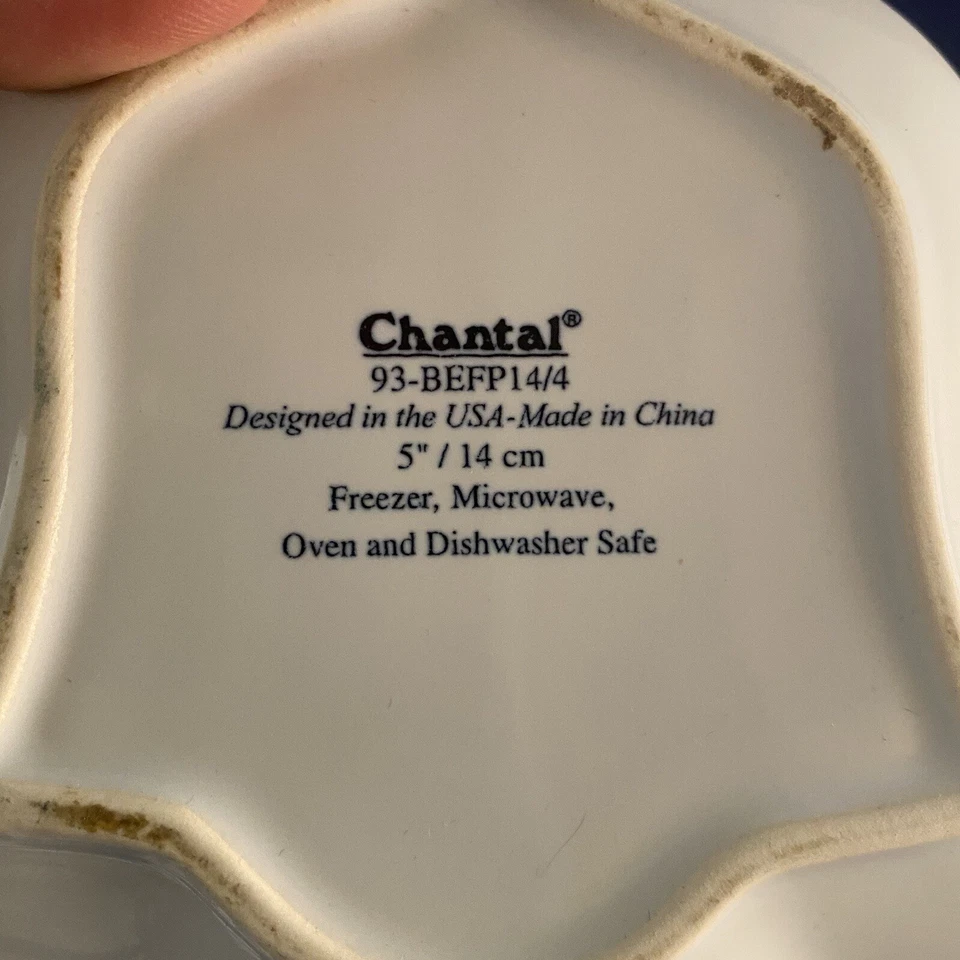 Chantal®
93-BEFP14/4
Designed in the USA-Made in China
5" / 14 cm
Freezer, Microwave,
Oven and Dishwasher Safe